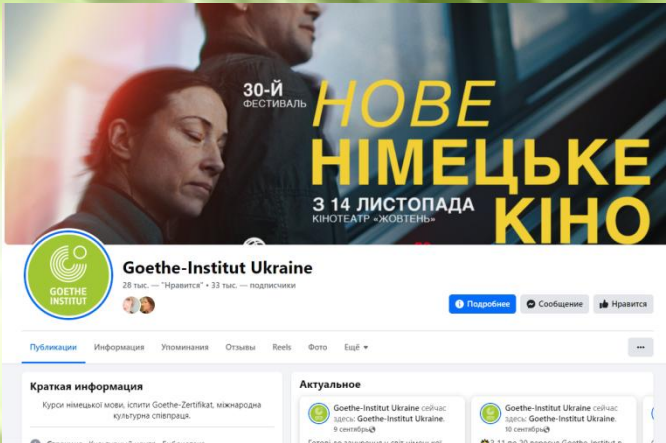 30-Й
ФЕСТИВАЛЬ
НОВЕ
НІМЕЦЬКЕ
З 14 ЛИСТОПАДА
КІНОТЕАТР «ЖОВТЕНЬ»
КІНО
GOETHE
INSTITUT
Goethe-Institut Ukraine
28 тыс. — "Нравится" • 33 тыс. — подписчики
Подробнее
Сообщение
Нравится
Публикации Информация Упоминания Отзывы Reels Фото Ещё
Краткая информация
Курси німецької мови, іспити Goethe-Zertifikat, міжнародна
культурна співпраця.
Актуальное
Goethe-Institut Ukraine сейчас
здесь: Goethe-Institut Ukraine.
9 сентября
Goethe-Institut Ukraine сейчас
здесь: Goethe-Institut Ukraine.
10 сентября